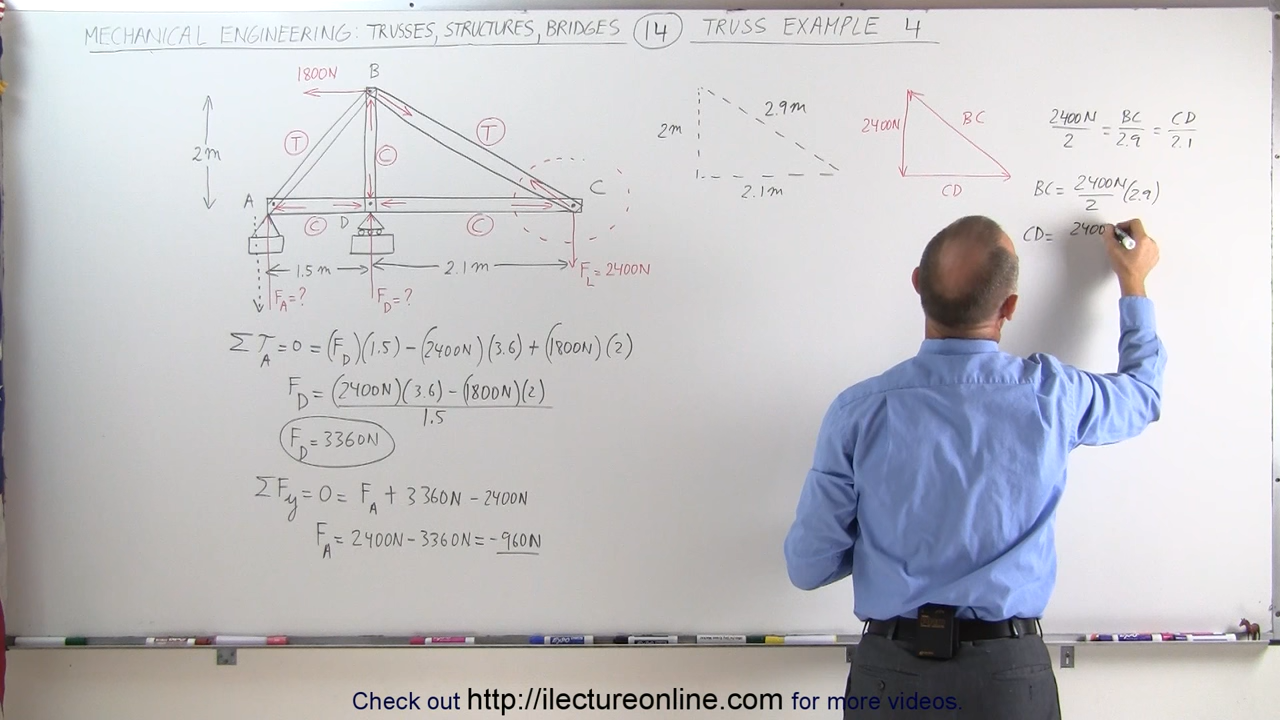 MECHANICAL ENGINEERING: TRUSSES, STRUCTURES, BRIDGES 14 TRUSS EXAMPLE 4
1800N
B
2m
T
T
C
A
D
C
C
C
1.5 m
2.1 m
F_A = ?
F_D = ?
F_L = 2400N
Σ τ_A = 0 = (F_D)(1.5) - (2400N)(3.6) + (1800N)(2)
F_D = (2400N)(3.6) - (1800N)(2)
1.5
F_D = 3360N
ΣF_y = 0 = F_A + 3360N - 2400N
F_A = 2400N - 3360N = -960N
2m
2.9m
2.1m
2400N
BC
CD
2400N/2 = BC/2.9 = CD/2.1
BC = 2400N/2 (2.9)
CD = 2400
Check out http://ilectureonline.com for more videos.